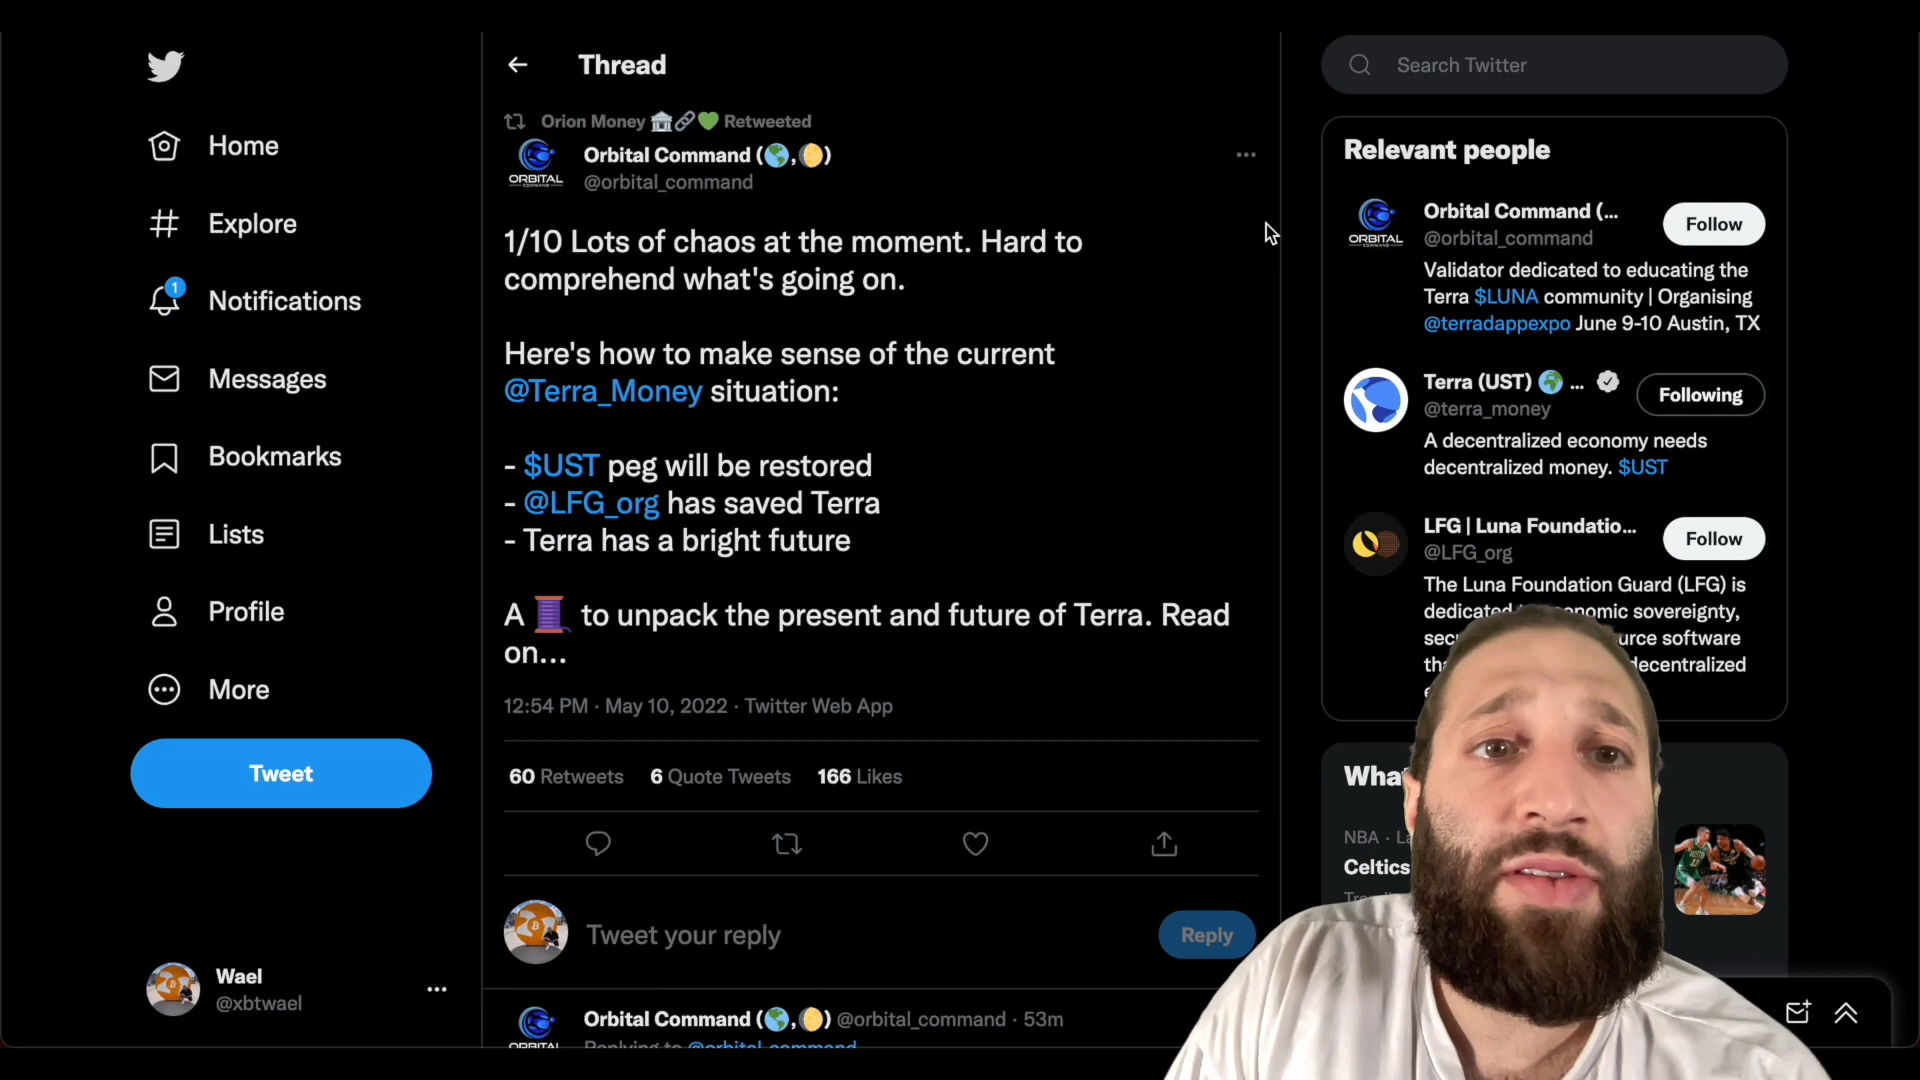 Home
Explore
1
Notifications
Messages
Bookmarks
Lists
Profile
More
Tweet
Wael
@xbtwael
Thread
Orion Money 🏛🔗💚 Retweeted
ORBITAL
COMMAND
Orbital Command (🌎,🌔)
@orbital_command
1/10 Lots of chaos at the moment. Hard to
comprehend what's going on.
Here's how to make sense of the current
@Terra_Money situation:
- $UST peg will be restored
- @LFG_org has saved Terra
- Terra has a bright future
A 🧵 to unpack the present and future of Terra. Read
on...
12:54 PM · May 10, 2022 · Twitter Web App
60 Retweets 6 Quote Tweets 166 Likes
Tweet your reply
Reply
Orbital Command (🌎,🌔) @orbital_command · 53m
ORBITAL
Replying to @orbital_command
Search Twitter
Relevant people
ORBITAL
COMMAND
Orbital Command (...
@orbital_command
Follow
Validator dedicated to educating the
Terra $LUNA community | Organising
@terradappexpo June 9-10 Austin, TX
Terra (UST) 🌍 ...
@terra_money
Following
A decentralized economy needs
decentralized money. $UST
LFG | Luna Foundatio...
@LFG_org
Follow
The Luna Foundation Guard (LFG) is
dedicated sovereignty,
software
decentralized
NBA ·
Celtics